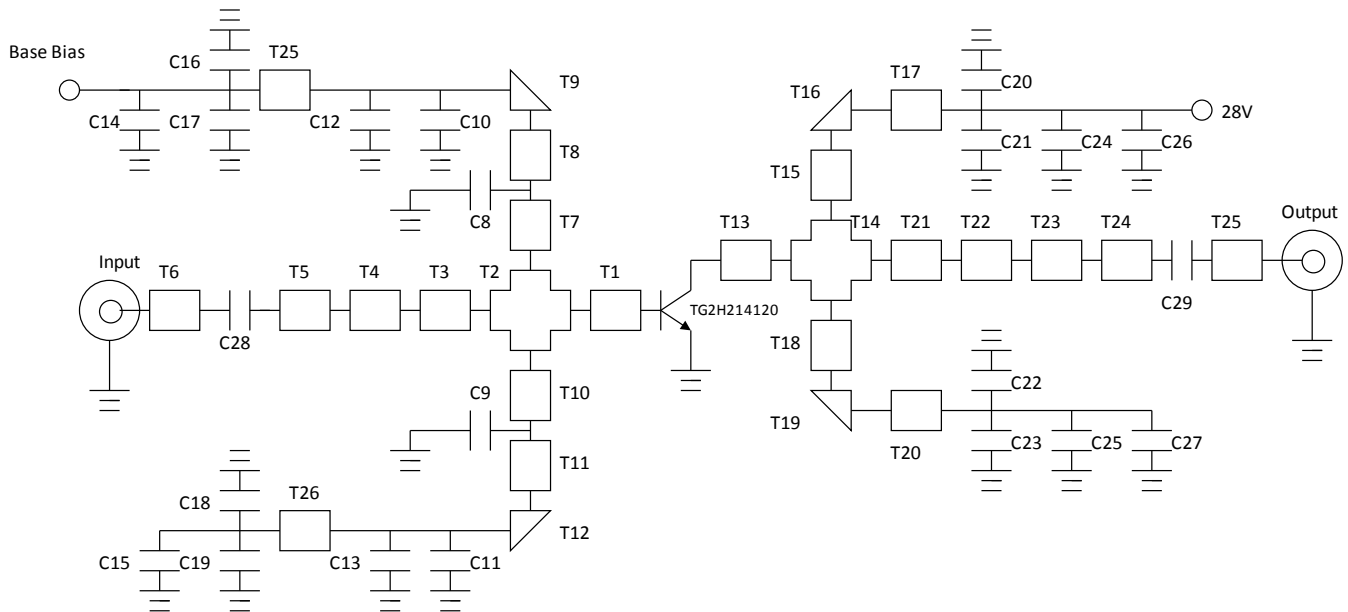 Base Bias
C16
T25
T9
C14
C17
C12
C10
T8
C8
T7
Input
T6
T5
T4
T3
T2
T1
C28
TG2H214120
C9
T10
T11
C18
T26
T12
C15
C19
C13
C11
T16
T17
C20
28V
C21
C24
C26
T15
T13
T14
T21
T22
T23
T24
T25
Output
C29
T18
C22
T19
T20
C23
C25
C27